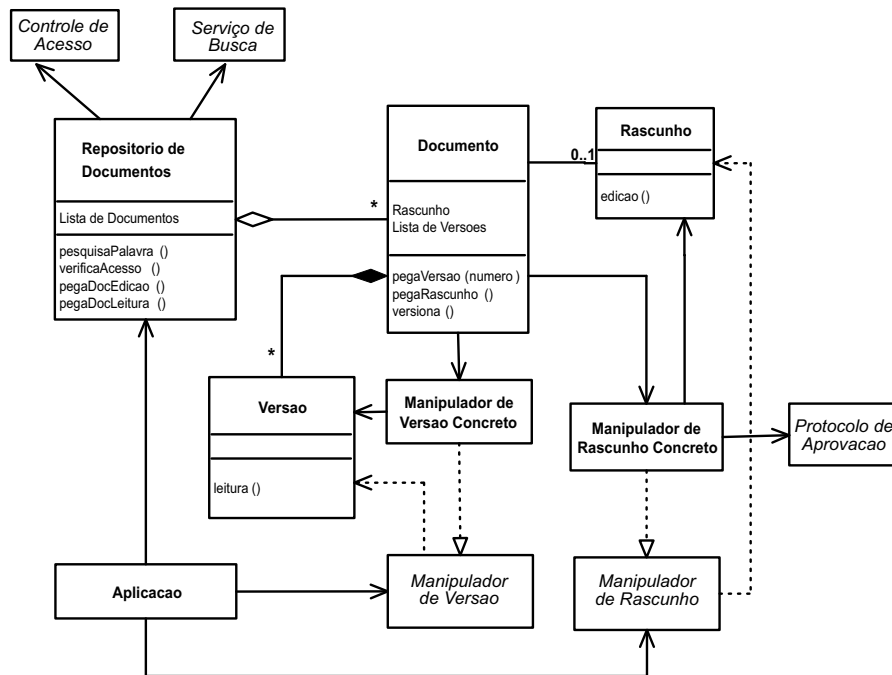 Controle de
Acesso
Serviço de
Busca
Repositorio de
Documentos
Lista de Documentos
pesquisaPalavra ()
verificaAcesso ()
pegaDocEdicao ()
pegaDocLeitura ()
*
Documento
Rascunho
Lista de Versoes
pegaVersao (numero )
pegaRascunho ()
versiona ()
0..1
Rascunho
edicao ()
*
Versao
leitura ()
Manipulador de
Versao Concreto
Manipulador de
Rascunho Concreto
Protocolo de
Aprovacao
Aplicacao
Manipulador
de Versao
Manipulador
de Rascunho